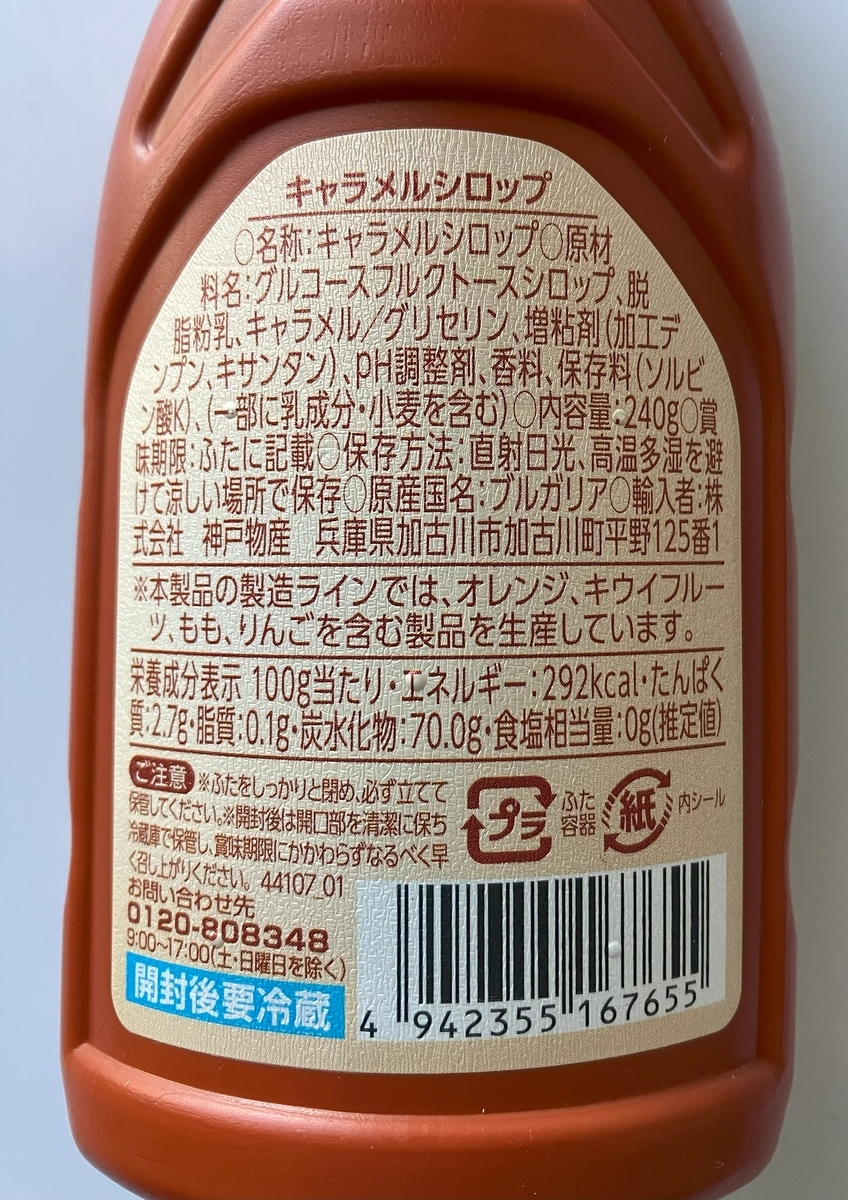 キャラメルシロップ
○名称:キャラメルシロップ○原材
料名:グルコースフルクトースシロップ、脱
脂粉乳、キャラメル/グリセリン、増粘剤(加工デ
ンプン、キサンタン)、pH調整剤、香料、保存料(ソルビ
ン酸K)、(一部に乳成分・小麦を含む)○内容量:240g○賞
味期限:ふたに記載○保存方法:直射日光、高温多湿を避
けて涼しい場所で保存○原産国名:ブルガリア○輸入者:株
式会社 神戸物産 兵庫県加古川市加古川町平野125番1
※本製品の製造ラインでは、オレンジ、キウイフルー
ツ、もも、りんごを含む製品を生産しています。
栄養成分表示 100g当たり・エネルギー:292kcal・たんぱく
質:2.7g・脂質:0.1g・炭水化物:70.0g・食塩相当量:0g(推定値)
ご注意 ※ふたをしっかりと閉め、必ず立てて
保管してください。※開封後は開口部を清潔に保ち
冷蔵庫で保管し、賞味期限にかかわらずなるべく早
く召し上がりください。 44107_01
プラ
ふた
容器
紙
内シール
お問い合わせ先
0120-808348
9:00~17:00(土・日曜日を除く)
開封後要冷蔵
4 942355 167655